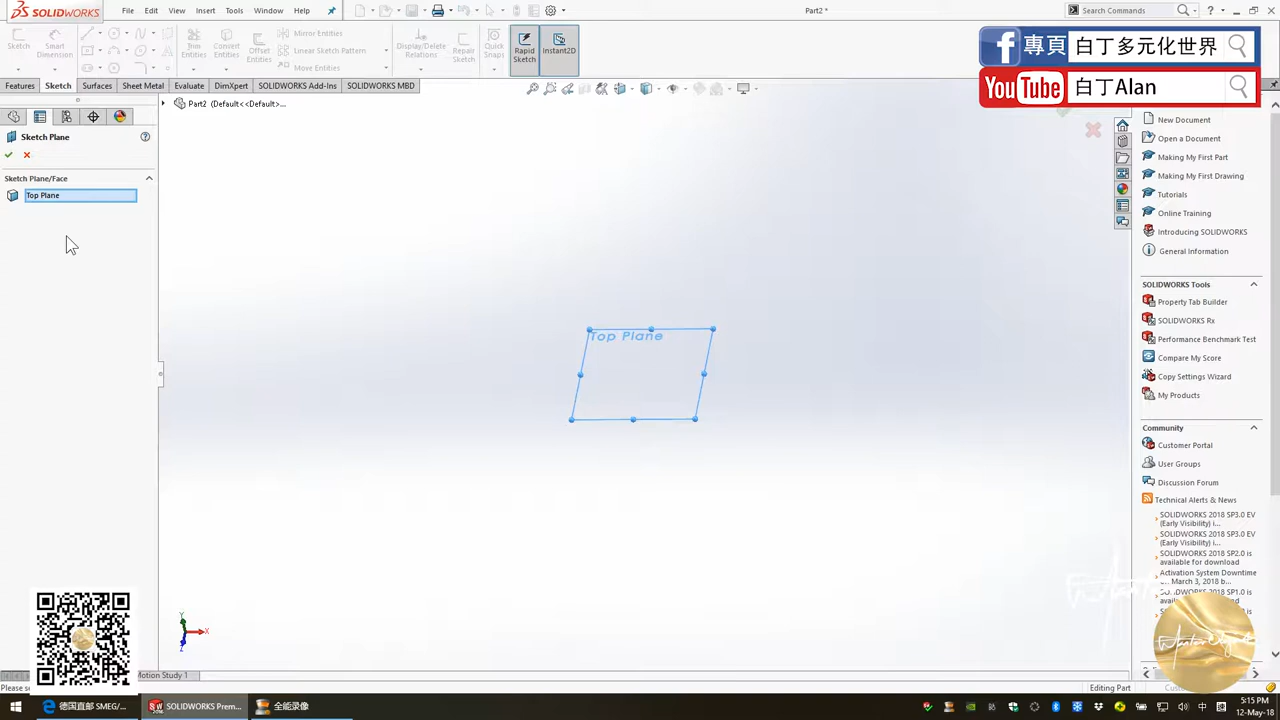 SOLIDWORKS
File
Edit
View
Insert
Tools
Window
Help
Part2 *
Search Commands
Sketch
Smart Dimension
Trim Entities
Convert Entities
Offset Entities
Mirror Entities
Linear Sketch Pattern
Move Entities
Display/Delete Relations
Repair Sketch
Quick Snaps
Rapid Sketch
Instant2D
專頁
白丁多元化世界
YouTube
白丁Alan
Features
Sketch
Surfaces
Sheet Metal
DimXpert
Evaluate
SOLIDWORKS Add-Ins
SOLIDWORKS MBD
Part2 (Default<<Default>...
Sketch Plane
Sketch Plane/Face
Top Plane
Top Plane
New Document
Open a Document
Making My First Part
Making My First Drawing
Tutorials
Online Training
Introducing SOLIDWORKS
General Information
SOLIDWORKS Tools
Property Tab Builder
SOLIDWORKS Rx
Performance Benchmark Test
Compare My Score
Copy Settings Wizard
My Products
Community
Customer Portal
User Groups
Discussion Forum
Technical Alerts & News
SOLIDWORKS 2018 SP3.0 EV
(Early Visibility) i...
SOLIDWORKS 2018 SP3.0 EV
(Early Visibility) i...
SOLIDWORKS 2018 SP2.0 is
available for download
Activation System Downtime
March 3, 2018
Y
X
Motion Study 1
Editing Part
德国直邮 SMEG/...
SOLIDWORKS Prem...
全能录像
中
5:15 PM
12-May-18